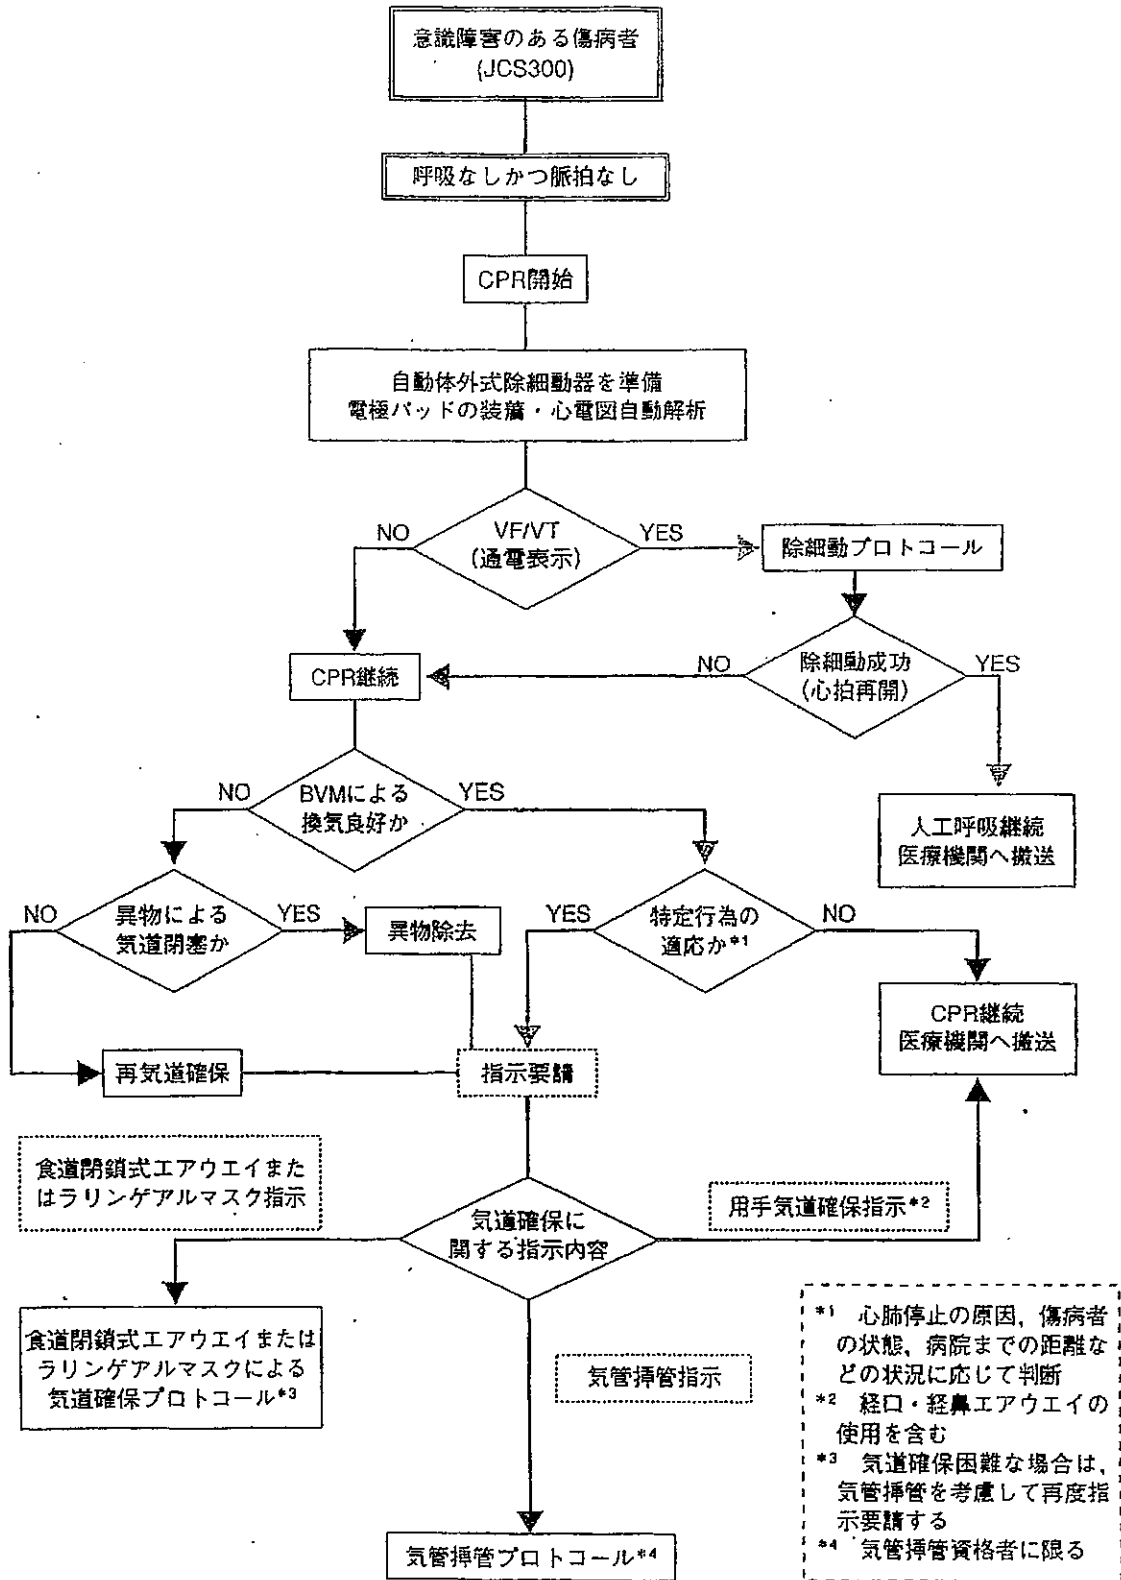 意識障害のある傷病者
(JCS300)
呼吸なしかつ脈拍なし
CPR開始
自動体外式除細動器を準備
電極パッドの装着・心電図自動解析
NO
VF/VT
(通電表示)
YES
除細動プロトコール
CPR継続
NO
除細動成功
(心拍再開)
YES
NO
BVMによる
換気良好か
YES
人工呼吸継続
医療機関へ搬送
NO
異物による
気道閉塞か
YES
異物除去
YES
特定行為の
適応か*1
NO
CPR継続
医療機関へ搬送
再気道確保
指示要請
食道閉鎖式エアウエイまた
はラリンゲアルマスク指示
気道確保に
関する指示内容
用手気道確保指示*2
食道閉鎖式エアウエイまたは
ラリンゲアルマスクによる
気道確保プロトコール*3
気管挿管指示
気管挿管プロトコール*4
*1 心肺停止の原因，傷病者
の状態，病院までの距離な
どの状況に応じて判断
*2 経口・経鼻エアウエイの
使用を含む
*3 気道確保困難な場合は，
気管挿管を考慮して再度指
示要請する
*4 気管挿管資格者に限る